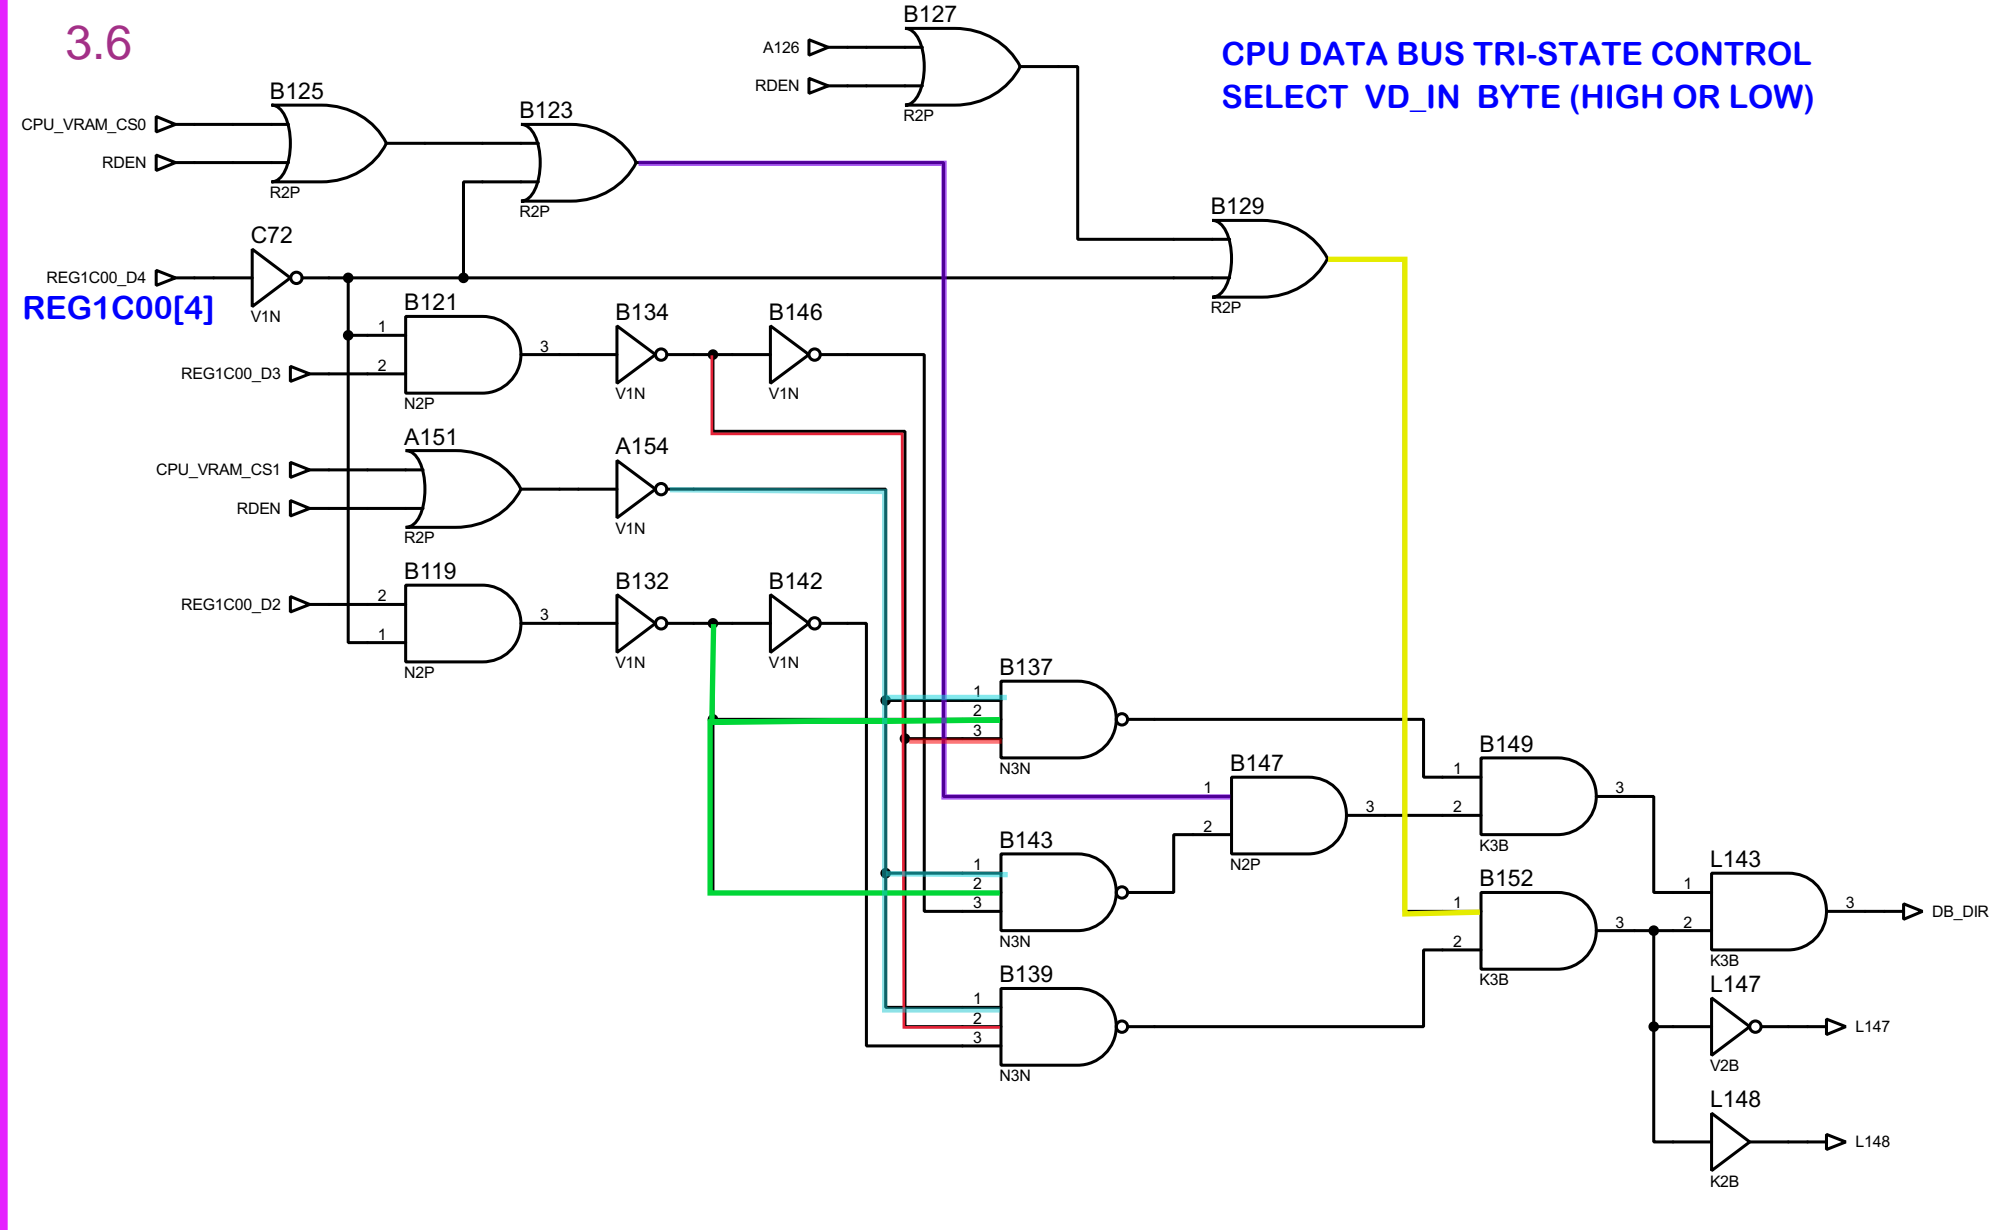 3.6
CPU DATA BUS TRI-STATE CONTROL
SELECT VD_IN BYTE (HIGH OR LOW)
B127
A126
RDEN
R2P
B125
CPU_VRAM_CS0
RDEN
R2P
B123
R2P
B129
R2P
C72
REG1C00_D4
REG1C00[4]
V1N
B121
1
2
3
REG1C00_D3
N2P
B134
V1N
B146
V1N
A151
CPU_VRAM_CS1
RDEN
R2P
A154
V1N
B119
REG1C00_D2
2
1
3
N2P
B132
V1N
B142
V1N
B137
1
2
3
N3N
B147
1
2
3
N2P
B149
1
2
3
K3B
B143
1
2
3
N3N
B152
1
2
3
K3B
L143
1
2
3
DB_DIR
K3B
B139
1
2
3
N3N
L147
L147
V2B
L148
L148
K2B